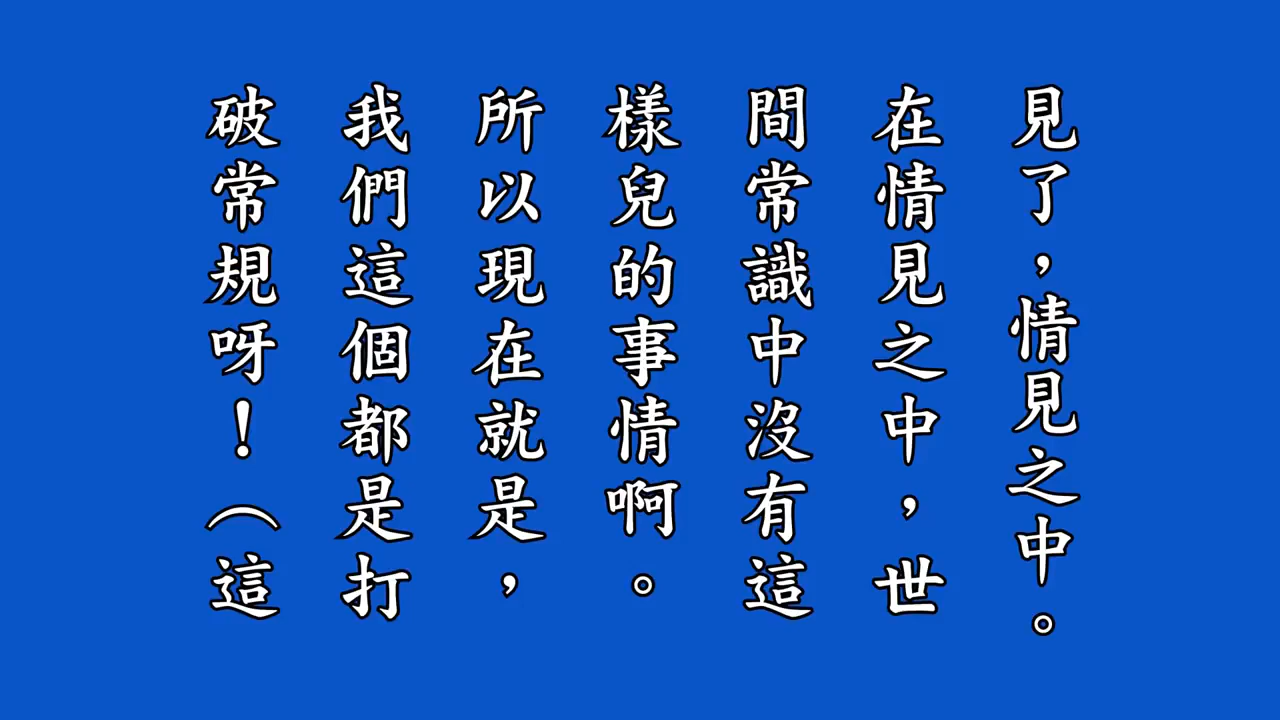 見了，情見之中。
在情見之中，世
間常識中沒有這
樣兒的事情啊。
所以現在就是，
我們這個都是打
破常規呀！（這